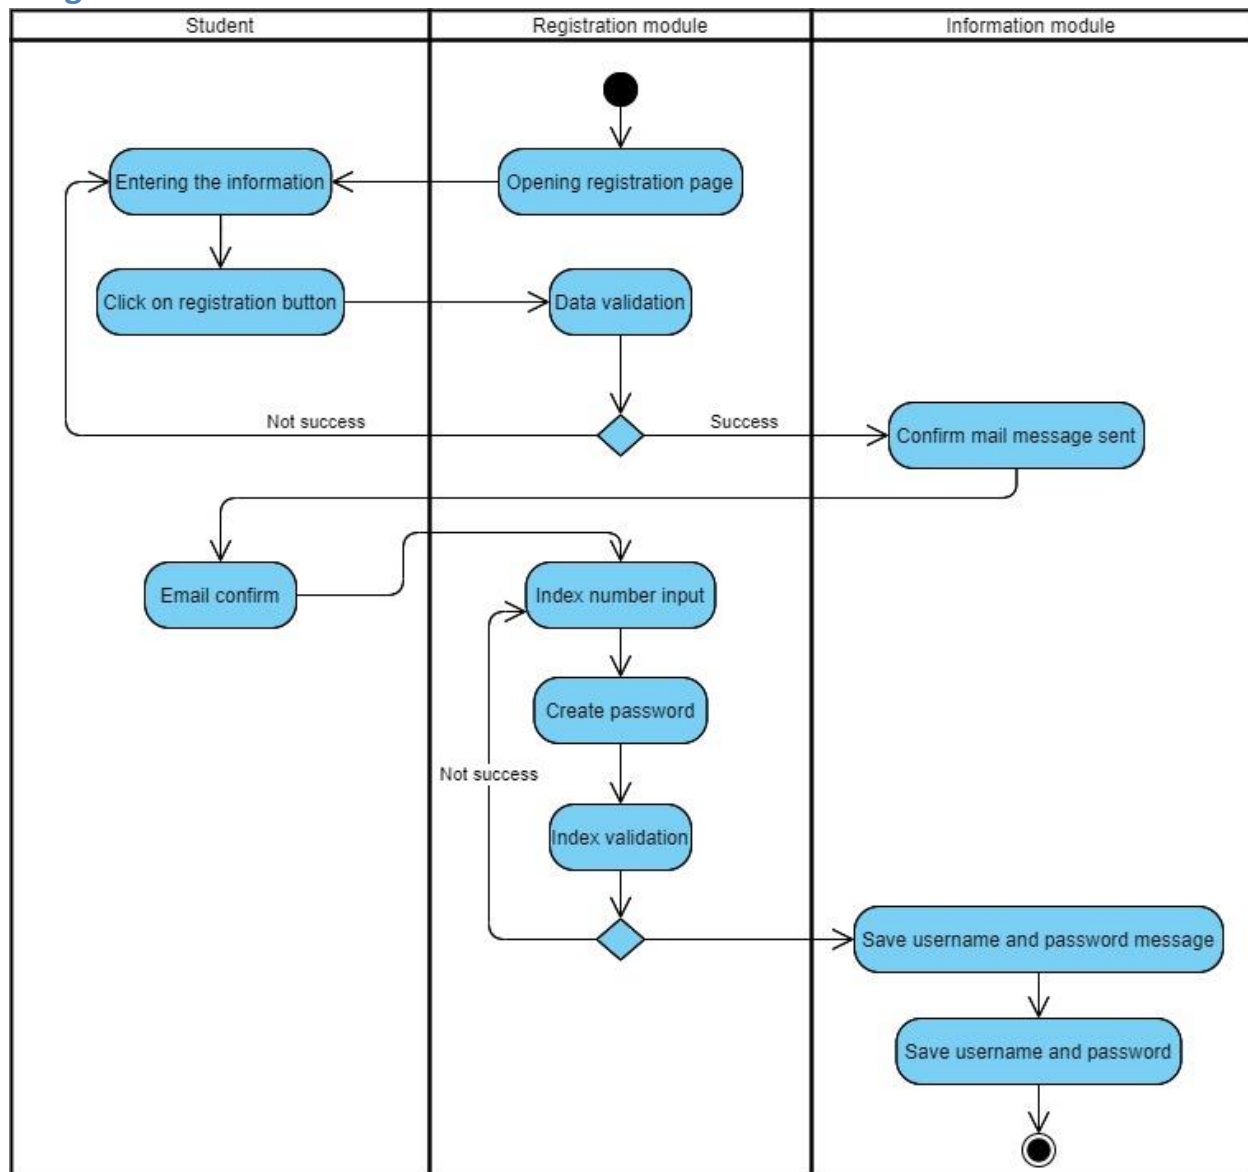 Student
Registration module
Information module
Entering the information
Opening registration page
Click on registration button
Data validation
Not success
Success
Confirm mail message sent
Email confirm
Index number input
Create password
Not success
Index validation
Save username and password message
Save username and password